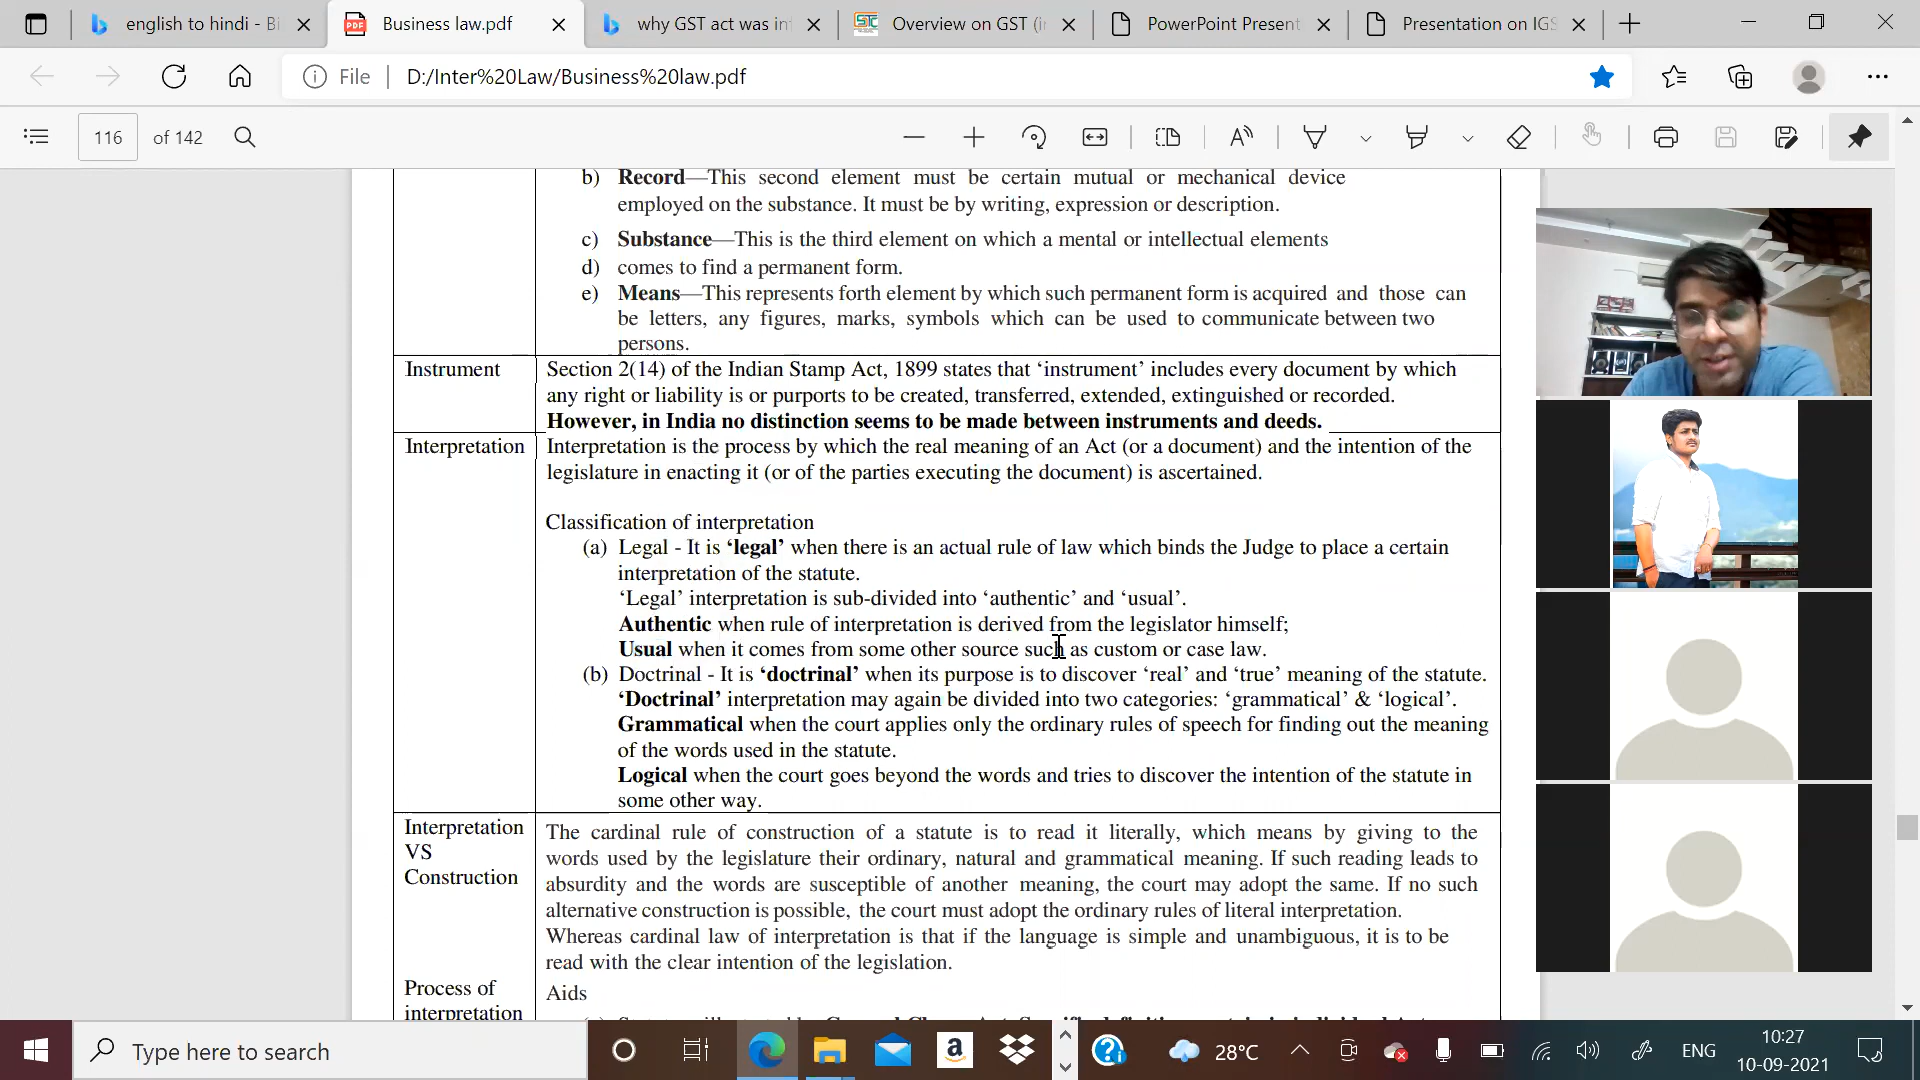 english to hindi - Bi
Business law.pdf
why GST act was in
Overview on GST (i
PowerPoint Present
Presentation on IGS
File
D:/Inter%20Law/Business%20law.pdf
116
of 142
b) Record—This second element must be certain mutual or mechanical device
employed on the substance. It must be by writing, expression or description.
c) Substance—This is the third element on which a mental or intellectual elements
d) comes to find a permanent form.
e) Means—This represents forth element by which such permanent form is acquired and those can
be letters, any figures, marks, symbols which can be used to communicate between two
persons.
Instrument
Section 2(14) of the Indian Stamp Act, 1899 states that ‘instrument’ includes every document by which
any right or liability is or purports to be created, transferred, extended, extinguished or recorded.
However, in India no distinction seems to be made between instruments and deeds.
Interpretation
Interpretation is the process by which the real meaning of an Act (or a document) and the intention of the
legislature in enacting it (or of the parties executing the document) is ascertained.
Classification of interpretation
(a) Legal - It is ‘legal’ when there is an actual rule of law which binds the Judge to place a certain
interpretation of the statute.
‘Legal’ interpretation is sub-divided into ‘authentic’ and ‘usual’.
Authentic when rule of interpretation is derived from the legislator himself;
Usual when it comes from some other source such as custom or case law.
(b) Doctrinal - It is ‘doctrinal’ when its purpose is to discover ‘real’ and ‘true’ meaning of the statute.
‘Doctrinal’ interpretation may again be divided into two categories: ‘grammatical’ & ‘logical’.
Grammatical when the court applies only the ordinary rules of speech for finding out the meaning
of the words used in the statute.
Logical when the court goes beyond the words and tries to discover the intention of the statute in
some other way.
Interpretation
VS
Construction
The cardinal rule of construction of a statute is to read it literally, which means by giving to the
words used by the legislature their ordinary, natural and grammatical meaning. If such reading leads to
absurdity and the words are susceptible of another meaning, the court may adopt the same. If no such
alternative construction is possible, the court must adopt the ordinary rules of literal interpretation.
Whereas cardinal law of interpretation is that if the language is simple and unambiguous, it is to be
read with the clear intention of the legislation.
Process of
interpretation
Aids
Type here to search
28°C
ENG
10:27
10-09-2021